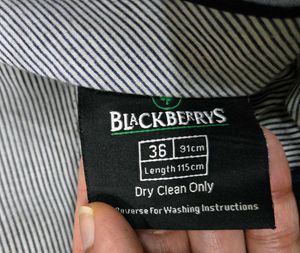 BLACKBERRYS
36 91cm
Length 115cm
Dry Clean Only
Reverse For Washing Instructions